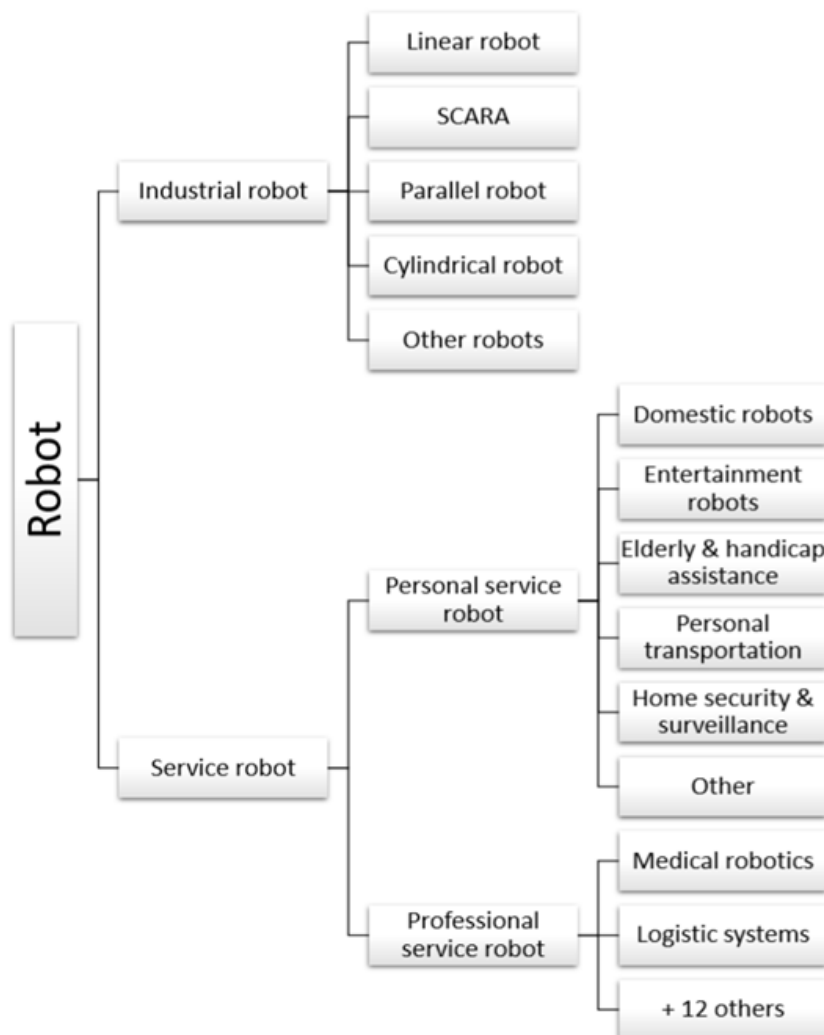 Robot
Industrial robot
Linear robot
SCARA
Parallel robot
Cylindrical robot
Other robots
Service robot
Personal service
robot
Domestic robots
Entertainment
robots
Elderly & handicap
assistance
Personal
transportation
Home security &
surveillance
Other
Professional
service robot
Medical robotics
Logistic systems
+ 12 others